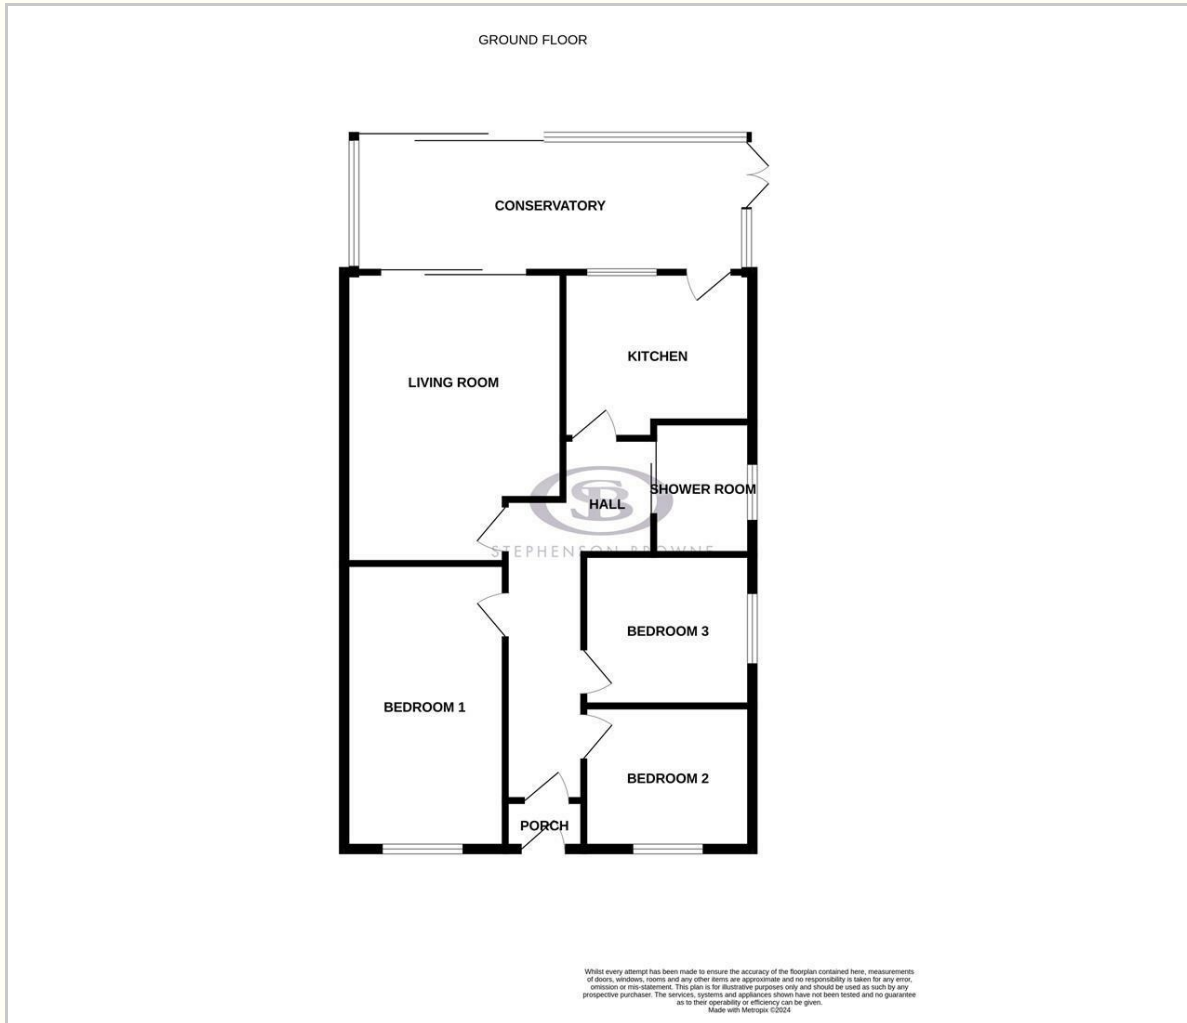 GROUND FLOOR
CONSERVATORY
KITCHEN
LIVING ROOM
SHOWER ROOM
HALL
SB
STEPHENSON BROWNE
BEDROOM 3
BEDROOM 1
BEDROOM 2
PORCH
Whilst every attempt has been made to ensure the accuracy of the floorplan contained here, measurements
of doors, windows, rooms and any other items are approximate and no responsibility is taken for any error,
omission or mis-statement. This plan is for illustrative purposes only and should be used as such by any
prospective purchaser. The services, systems and appliances shown have not been tested and no guarantee
as to their operability or efficiency can be given.
Made with Metropix ©2024